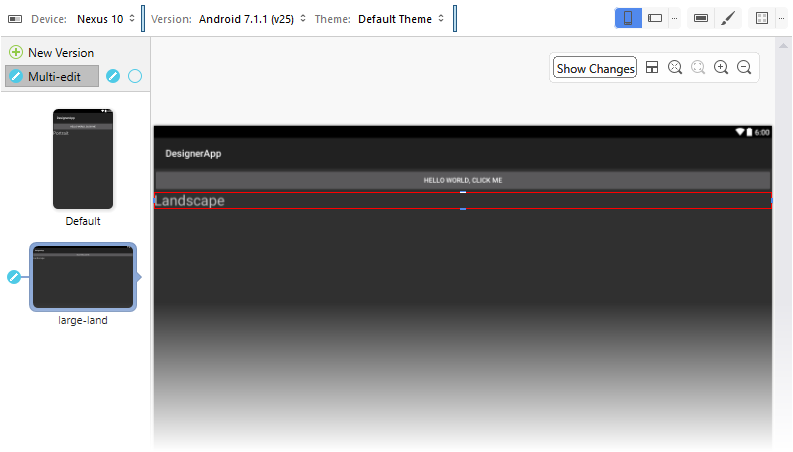 Device: Nexus 10 Version: Android 7.1.1 (v25) Theme: Default Theme
New Version
Multi-edit
Show Changes
DesignerApp
HELLO WORLD, CLICK ME
Portrait
Default
large-land
6:00
DesignerApp
HELLO WORLD, CLICK ME
Landscape